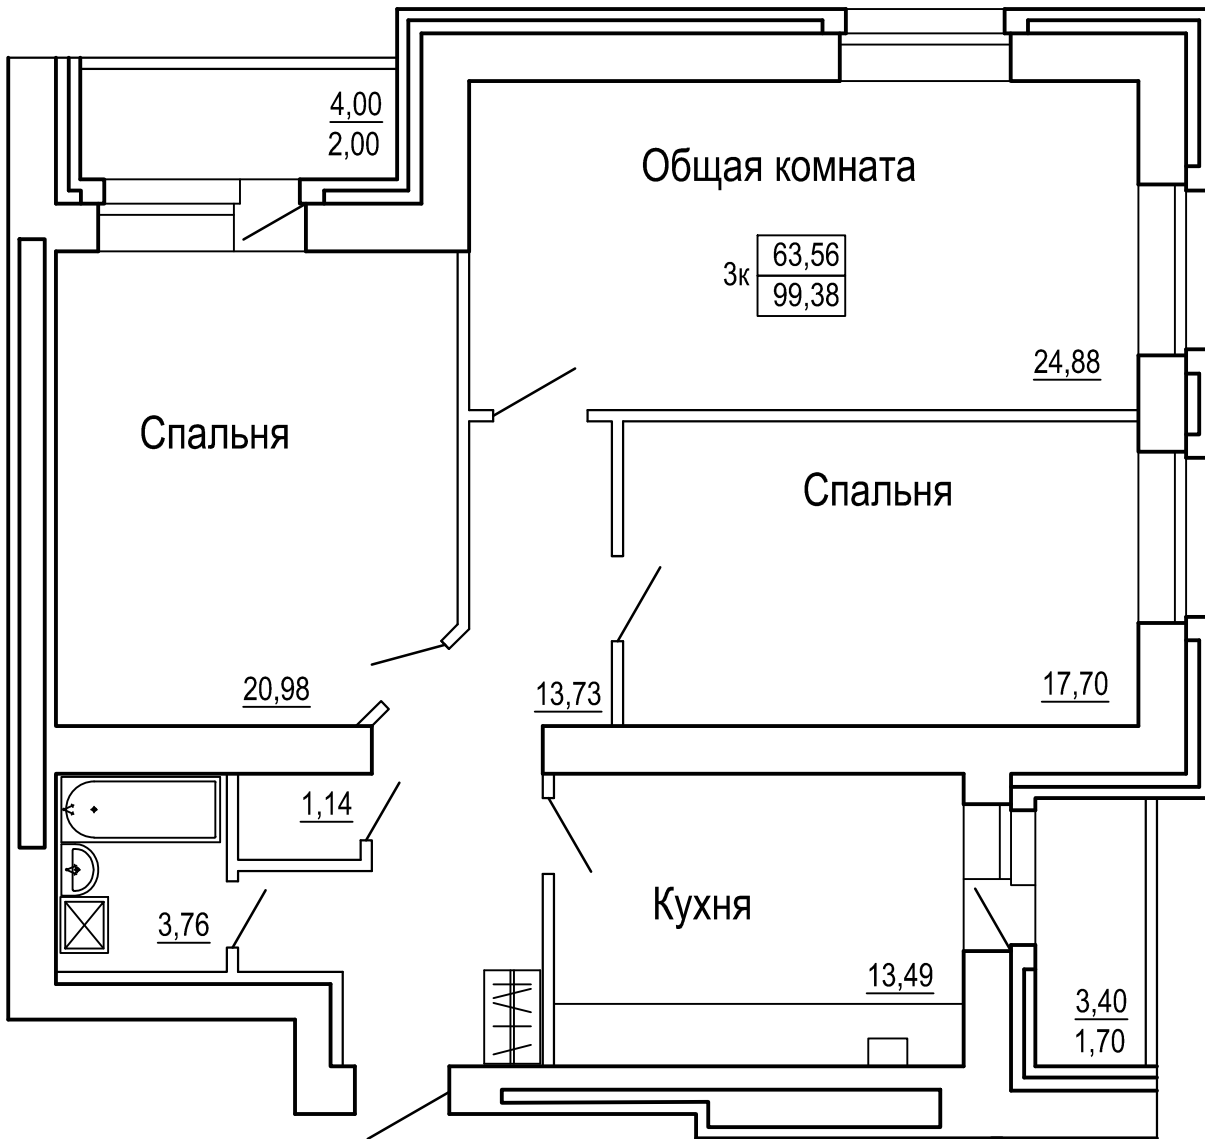 4,00
2,00
Общая комната
3к
63,56
99,38
24,88
Спальня
Спальня
20,98
13,73
17,70
1,14
Кухня
3,76
13,49
3,40
1,70